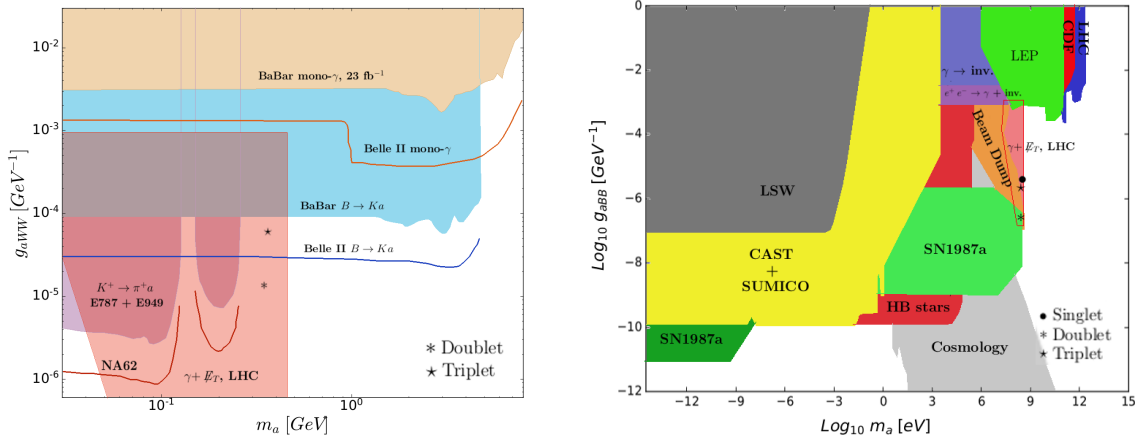 10⁻²
10⁻³
10⁻⁴
10⁻⁵
10⁻⁶
g_aWW [GeV⁻¹]
BaBar mono-γ, 23 fb⁻¹
Belle II mono-γ
BaBar B → Ka
Belle II B → Ka
K⁺ → π⁺a
E787 + E949
NA62
γ+ E̸_T, LHC
* Doublet
★ Triplet
10⁻¹
10⁰
m_a [GeV]
0
−2
−4
−6
−8
−10
−12
Log₁₀ g_aBB [GeV⁻¹]
LSW
CAST
+
SUMICO
SN1987a
HB stars
SN1987a
Cosmology
γ → inv.
e⁺ e⁻ → γ + inv.
Beam Dump
γ+ E̸_T, LHC
LEP
CDF
LHC
● Singlet
* Doublet
★ Triplet
−12
−9
−6
−3
0
3
6
9
12
15
Log₁₀ m_a [eV]